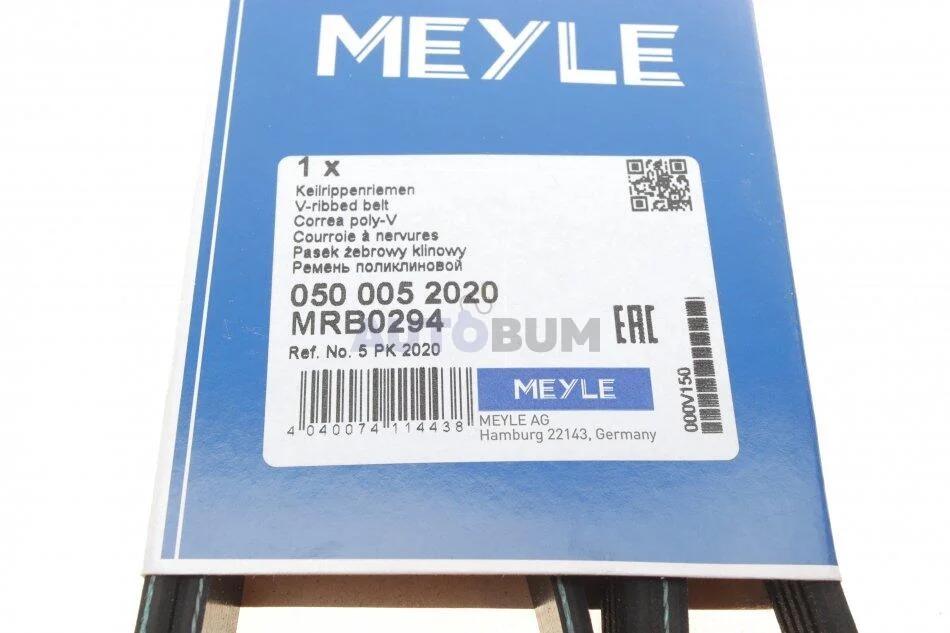 MEYLE
1 x
Keilrippenriemen
V-ribbed belt
Correa poly-V
Courroie à nervures
Pasek żebrowy klinowy
Ремень поликлиновой
050 005 2020
MRB0294
AUTOBUM
EAC
Ref. No. 5 PK 2020
MEYLE
4 040074 114438
MEYLE AG
Hamburg 22143, Germany
000V150